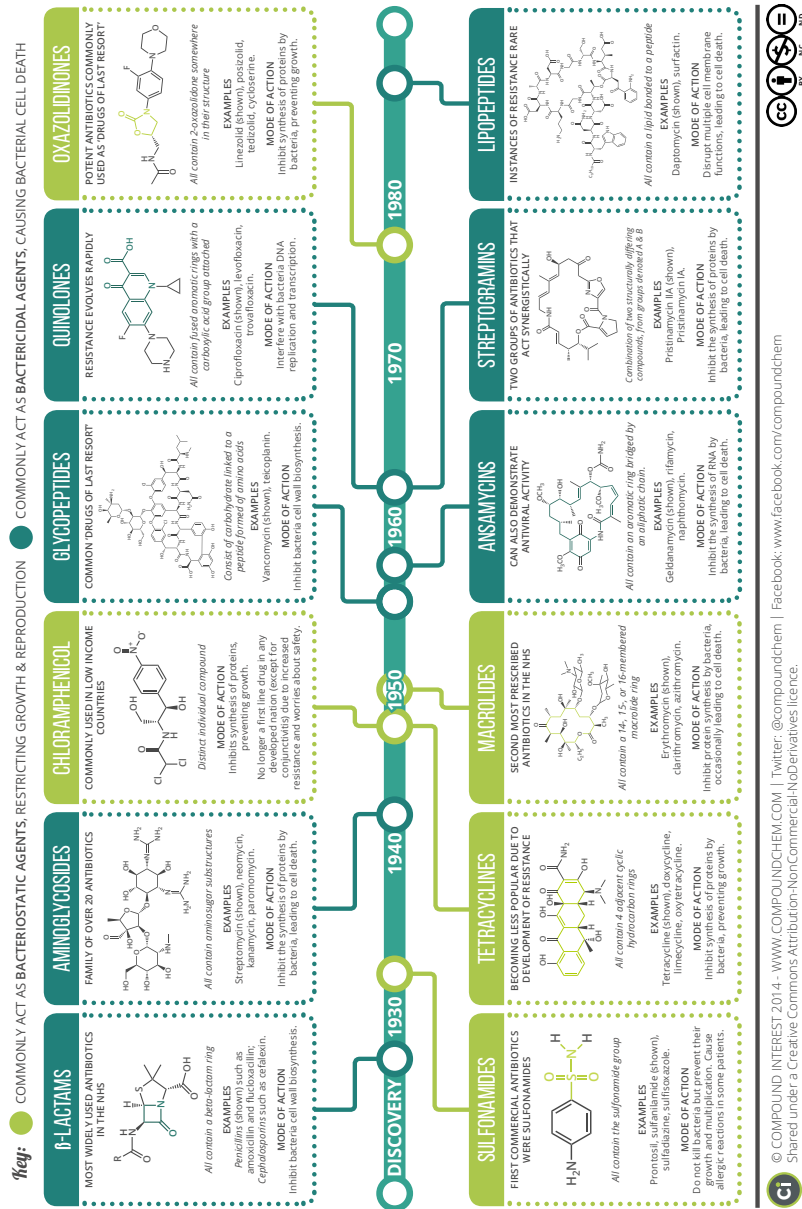 Key: COMMONLY ACT AS BACTERIOSTATIC AGENTS, RESTRICTING GROWTH & REPRODUCTION COMMONLY ACT AS BACTERICIDAL AGENTS, CAUSING BACTERIAL CELL DEATH
β-LACTAMS
MOST WIDELY USED ANTIBIOTICS
IN THE NHS
All contain a beta-lactam ring
EXAMPLES
Penicillins (shown) such as
amoxicillin and flucloxacillin;
Cephalosporins such as cefalexin.
MODE OF ACTION
Inhibit bacteria cell wall biosynthesis.
AMINOGLYCOSIDES
FAMILY OF OVER 20 ANTIBIOTICS
All contain aminosugar substructures
EXAMPLES
Streptomycin (shown), neomycin,
kanamycin, paromomycin.
MODE OF ACTION
Inhibit the synthesis of proteins by
bacteria, leading to cell death.
CHLORAMPHENICOL
COMMONLY USED IN LOW INCOME
COUNTRIES
Distinct individual compound
MODE OF ACTION
Inhibits synthesis of proteins,
preventing growth.
No longer a first line drug in any
developed nation (except for
conjunctivitis) due to increased
resistance and worries about safety.
GLYCOPEPTIDES
COMMON 'DRUGS OF LAST RESORT'
Consist of carbohydrate linked to a
peptide formed of amino acids
EXAMPLES
Vancomycin (shown), teicoplanin.
MODE OF ACTION
Inhibit bacteria cell wall biosynthesis.
QUINOLONES
RESISTANCE EVOLVES RAPIDLY
All contain fused aromatic rings with a
carboxylic acid group attached
EXAMPLES
Ciprofloxacin (shown), levofloxacin,
trovafloxacin.
MODE OF ACTION
Interfere with bacteria DNA
replication and transcription.
OXAZOLIDINONES
POTENT ANTIBIOTICS COMMONLY
USED AS 'DRUGS OF LAST RESORT'
All contain 2-oxazolidone somewhere
in their structure
EXAMPLES
Linezolid (shown), posizolid,
tedizolid, cycloserine.
MODE OF ACTION
Inhibit synthesis of proteins by
bacteria, preventing growth.
DISCOVERY 1930 1940 1950 1960 1970 1980
SULFONAMIDES
FIRST COMMERCIAL ANTIBIOTICS
WERE SULFONAMIDES
All contain the sulfonamide group
EXAMPLES
Prontosil, sulfanilamide (shown),
sulfadiazine, sulfisoxazole.
MODE OF ACTION
Do not kill bacteria but prevent their
growth and multiplication. Cause
allergic reactions in some patients.
TETRACYCLINES
BECOMING LESS POPULAR DUE TO
DEVELOPMENT OF RESISTANCE
All contain 4 adjacent cyclic
hydrocarbon rings
EXAMPLES
Tetracycline (shown), doxycycline,
limecycline, oxytetracycline.
MODE OF ACTION
Inhibit synthesis of proteins by
bacteria, preventing growth.
MACROLIDES
SECOND MOST PRESCRIBED
ANTIBIOTICS IN THE NHS
All contain a 14-, 15-, or 16-membered
macrolide ring
EXAMPLES
Erythromycin (shown),
clarithromycin, azithromycin.
MODE OF ACTION
Inhibit protein synthesis by bacteria,
occasionally leading to cell death.
ANSAMYCINS
CAN ALSO DEMONSTRATE
ANTIVIRAL ACTIVITY
All contain an aromatic ring bridged by
an aliphatic chain.
EXAMPLES
Geldanamycin (shown), rifamycin,
naphthomycin.
MODE OF ACTION
Inhibit the synthesis of RNA by
bacteria, leading to cell death.
STREPTOGRAMINS
TWO GROUPS OF ANTIBIOTICS THAT
ACT SYNERGISTICALLY
Combination of two structurally differing
compounds, from groups denoted A & B
EXAMPLES
Pristinamycin IIA (shown),
Pristinamycin IA.
MODE OF ACTION
Inhibit the synthesis of proteins by
bacteria, leading to cell death.
LIPOPEPTIDES
INSTANCES OF RESISTANCE RARE
All contain a lipid bonded to a peptide
EXAMPLES
Daptomycin (shown), surfactin.
MODE OF ACTION
Disrupt multiple cell membrane
functions, leading to cell death.
Ci © COMPOUND INTEREST 2014 - WWW.COMPOUNDCHEM.COM | Twitter: @compoundchem | Facebook: www.facebook.com/compoundchem
Shared under a Creative Commons Attribution-NonCommercial-NoDerivatives licence.
cc